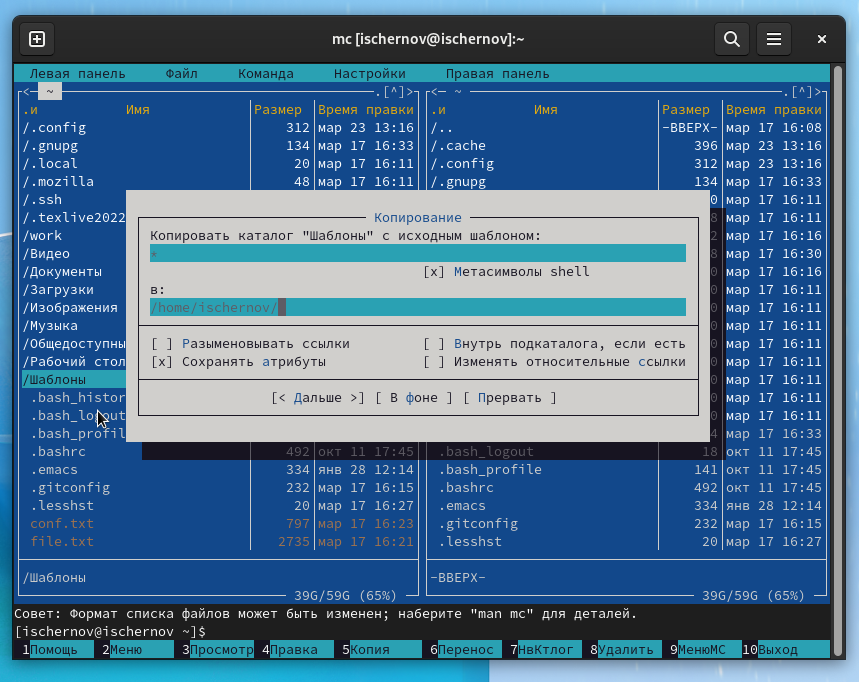 mc [ischernov@ischernov]:~
Левая панель Файл Команда Настройки Правая панель
<— ~ .[^]> <— ~ .[^]>
.и Имя Размер Время правки .и Имя Размер Время правки
/.config 312 мар 23 13:16 /.. -ВВЕРХ- мар 17 16:08
/.gnupg 134 мар 17 16:33 /.cache 396 мар 23 13:16
/.local 20 мар 17 16:11 /.config 312 мар 23 13:16
/.mozilla 48 мар 17 16:11 /.gnupg 134 мар 17 16:33
/.ssh 0 мар 17 16:11
/.texlive2022 8 мар 17 16:11
Копирование
/work Копировать каталог "Шаблоны" с исходным шаблоном: 2 мар 17 16:16
/Видео * 8 мар 17 16:30
/Документы [x] Метасимволы shell 0 мар 17 16:16
/Загрузки в: 0 мар 17 16:11
/Изображения /home/ischernov/ 0 мар 17 16:11
/Музыка 0 мар 17 16:11
/Общедоступны [ ] Разыменовывать ссылки [ ] Внутрь подкаталога, если есть 0 мар 17 16:11
/Рабочий стол [x] Сохранять атрибуты [ ] Изменять относительные ссылки 0 мар 17 16:11
/Шаблоны 0 мар 17 16:11
.bash_histor [< Дальше >] [ В фоне ] [ Прервать ] 0 мар 17 16:11
.bash_logout 0 мар 17 16:11
.bash_profil 4 мар 17 16:33
.bashrc 492 окт 11 17:45 .bash_logout 18 окт 11 17:45
.emacs 334 янв 28 12:14 .bash_profile 141 окт 11 17:45
.gitconfig 232 мар 17 16:15 .bashrc 492 окт 11 17:45
.lesshst 20 мар 17 16:27 .emacs 334 янв 28 12:14
conf.txt 797 мар 17 16:23 .gitconfig 232 мар 17 16:15
file.txt 2735 мар 17 16:21 .lesshst 20 мар 17 16:27
/Шаблоны -ВВЕРХ-
39G/59G (65%) 39G/59G (65%)
Совет: Формат списка файлов может быть изменен; наберите "man mc" для деталей.
[ischernov@ischernov ~]$
1Помощь 2Меню 3Просмотр 4Правка 5Копия 6Перенос 7НвКтлог 8Удалить 9МенюMC 10Выход